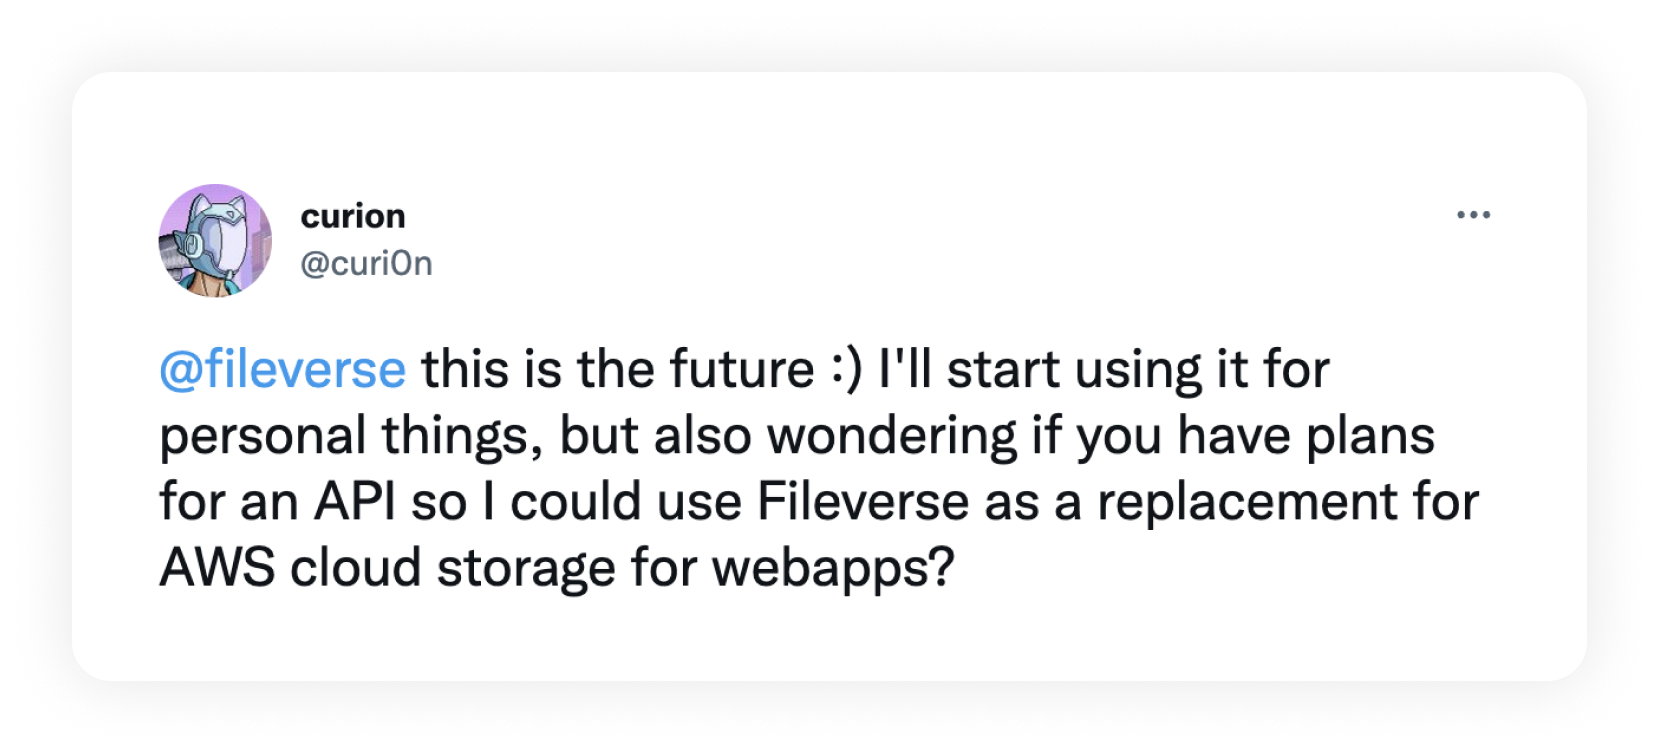 curion
@curi0n
@fileverse this is the future :) I'll start using it for
personal things, but also wondering if you have plans
for an API so I could use Fileverse as a replacement for
AWS cloud storage for webapps?